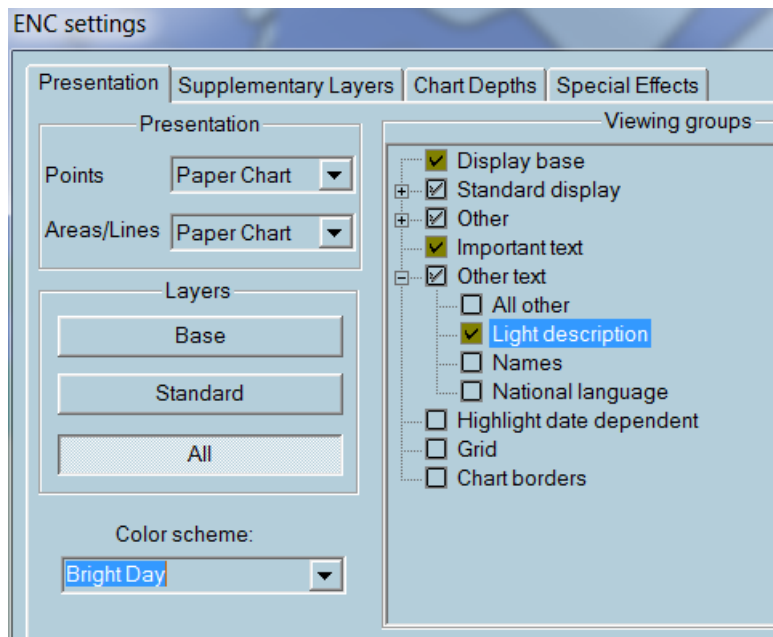 ENC settings
Presentation
Supplementary Layers
Chart Depths
Special Effects
Presentation
Points
Paper Chart
Areas/Lines
Paper Chart
Layers
Base
Standard
All
Color scheme:
Bright Day
Viewing groups
Display base
Standard display
Other
Important text
Other text
All other
Light description
Names
National language
Highlight date dependent
Grid
Chart borders